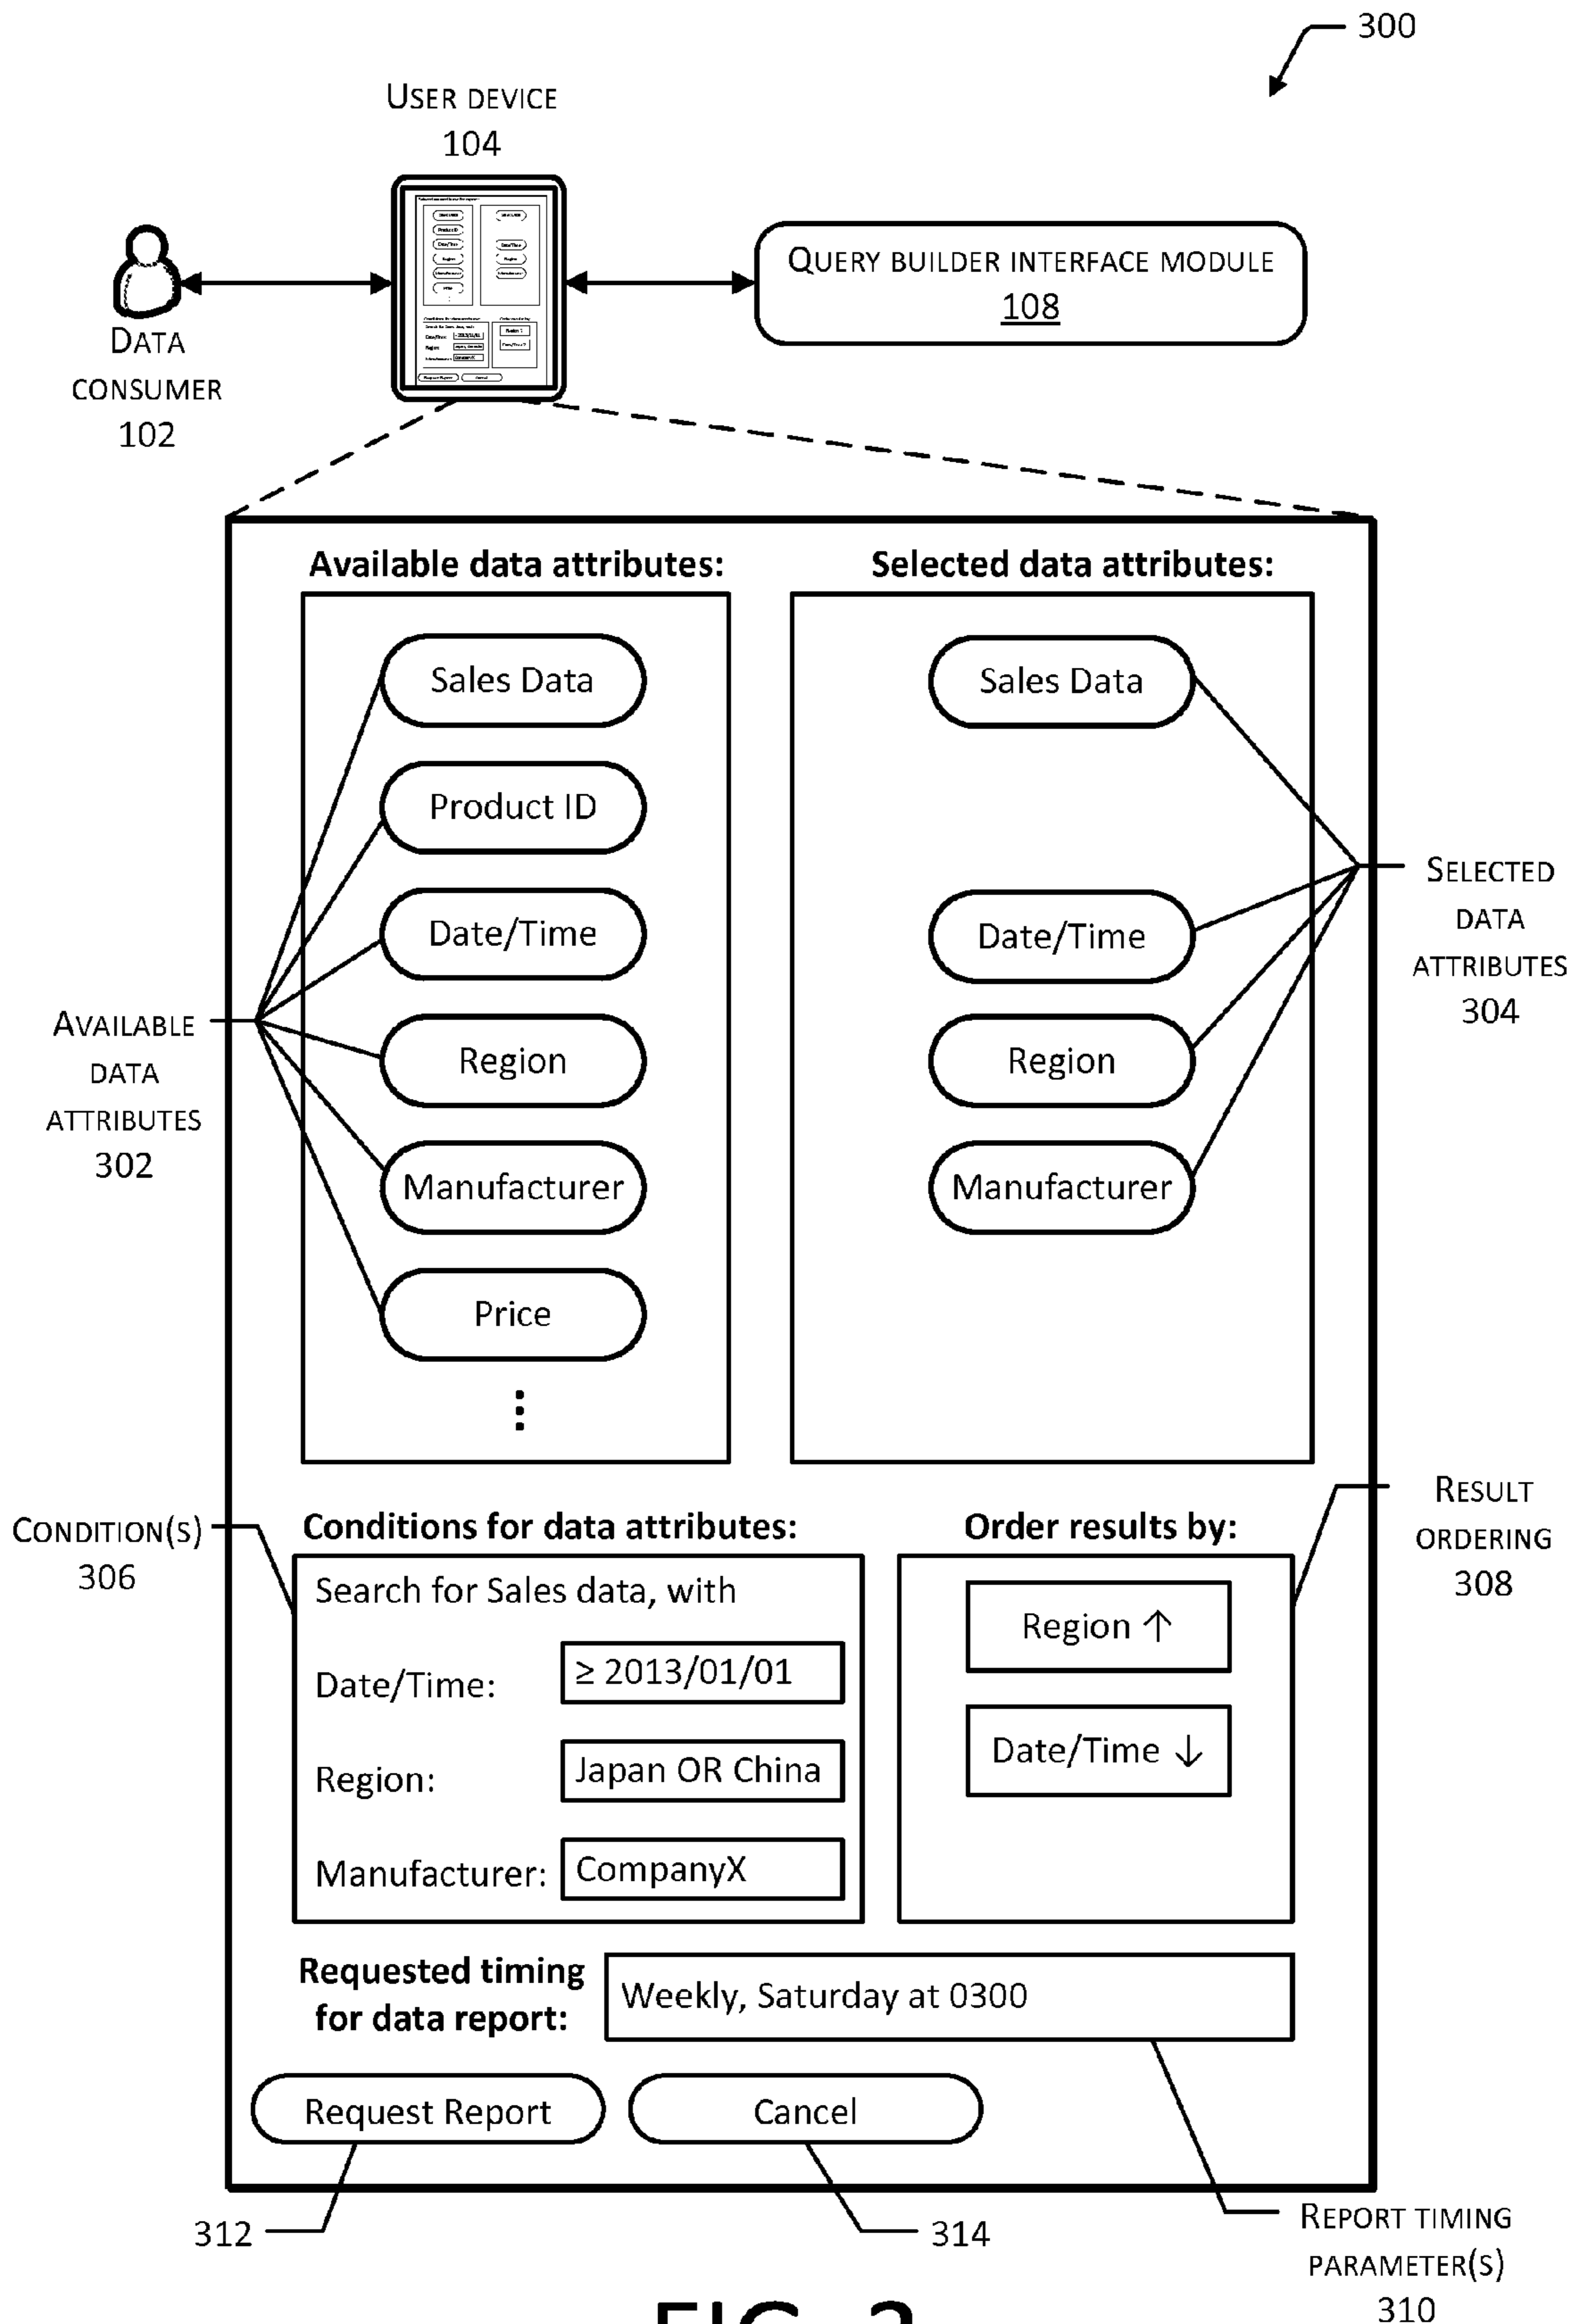 300
USER DEVICE
104
QUERY BUILDER INTERFACE MODULE
108
DATA
CONSUMER
102
Available data attributes:
Selected data attributes:
Sales Data
Product ID
Date/Time
Region
Manufacturer
Price
Sales Data
Date/Time
Region
Manufacturer
AVAILABLE
DATA
ATTRIBUTES
302
SELECTED
DATA
ATTRIBUTES
304
CONDITION(S)
306
Conditions for data attributes:
Search for Sales data, with
Date/Time:
≥ 2013/01/01
Region:
Japan OR China
Manufacturer:
CompanyX
Order results by:
Region ↑
Date/Time ↓
RESULT
ORDERING
308
Requested timing
for data report:
Weekly, Saturday at 0300
Request Report
Cancel
312
314
REPORT TIMING
PARAMETER(S)
310